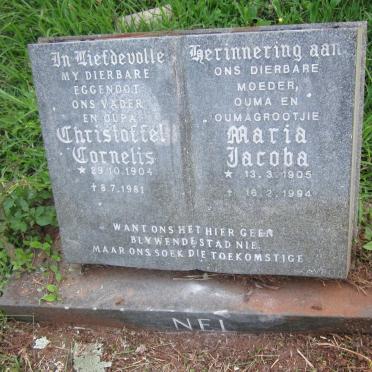 In Liefdevolle Herinnering aan
MY DIERBARE
EGGENOOT
ONS VADER
EN OUPA
Christoffel
Cornelis
* 29.10.1904
✝ 8.7.1981
ONS DIERBARE
MOEDER,
OUMA EN
OUMAGROOTJIE
Maria
Jacoba
* 13.3.1905
✝ 16.2.1994
WANT ONS HET HIER GEEN
BLYWENDE STAD NIE.
MAAR ONS SOEK DIE TOEKOMSTIGE
NEL